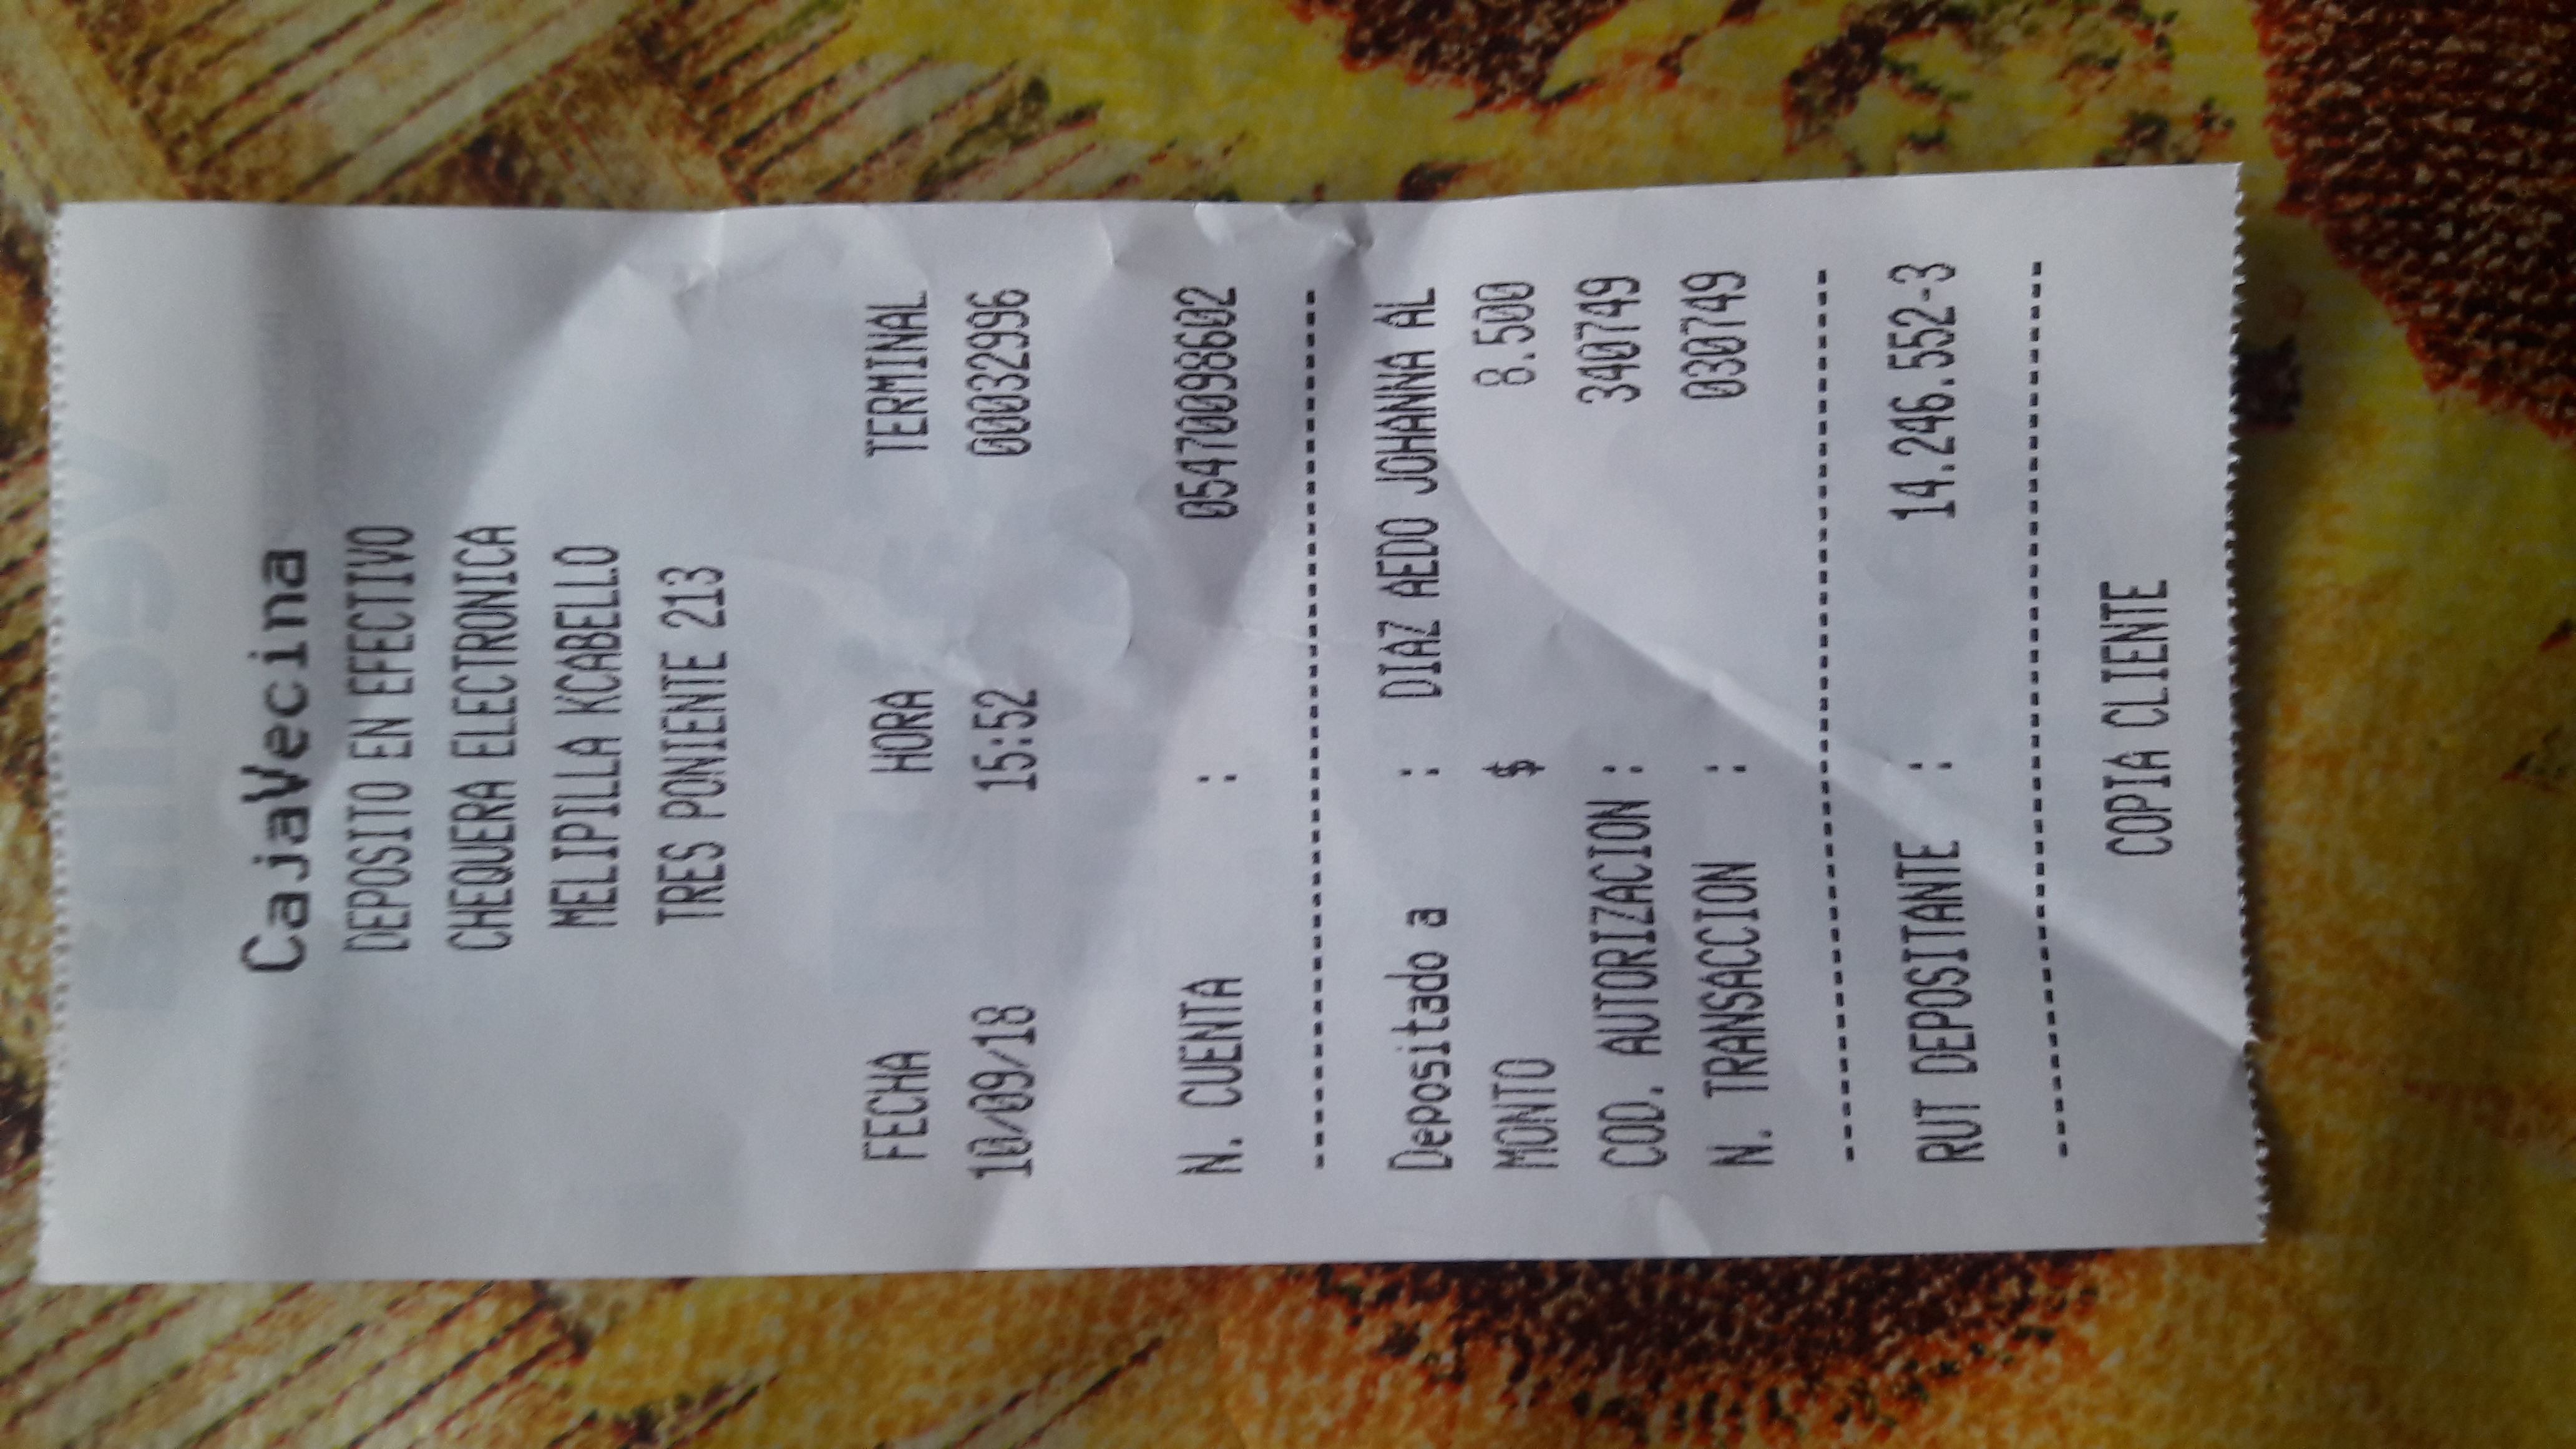 CajaVecina
DEPOSITO EN EFECTIVO
CHEQUERA ELECTRONICA
MELIPILLA KCABELLO
TRES PONIENTE 213
FECHA HORA TERMINAL
10/09/18 15:52 00032996
N. CUENTA : 05470098602
Depositado a : DIAZ AEDO JOHANNA AL
MONTO $ 8.500
COD. AUTORIZACION : 340749
N. TRANSACCION : 030749
RUT DEPOSITANTE : 14.246.552-3
COPIA CLIENTE